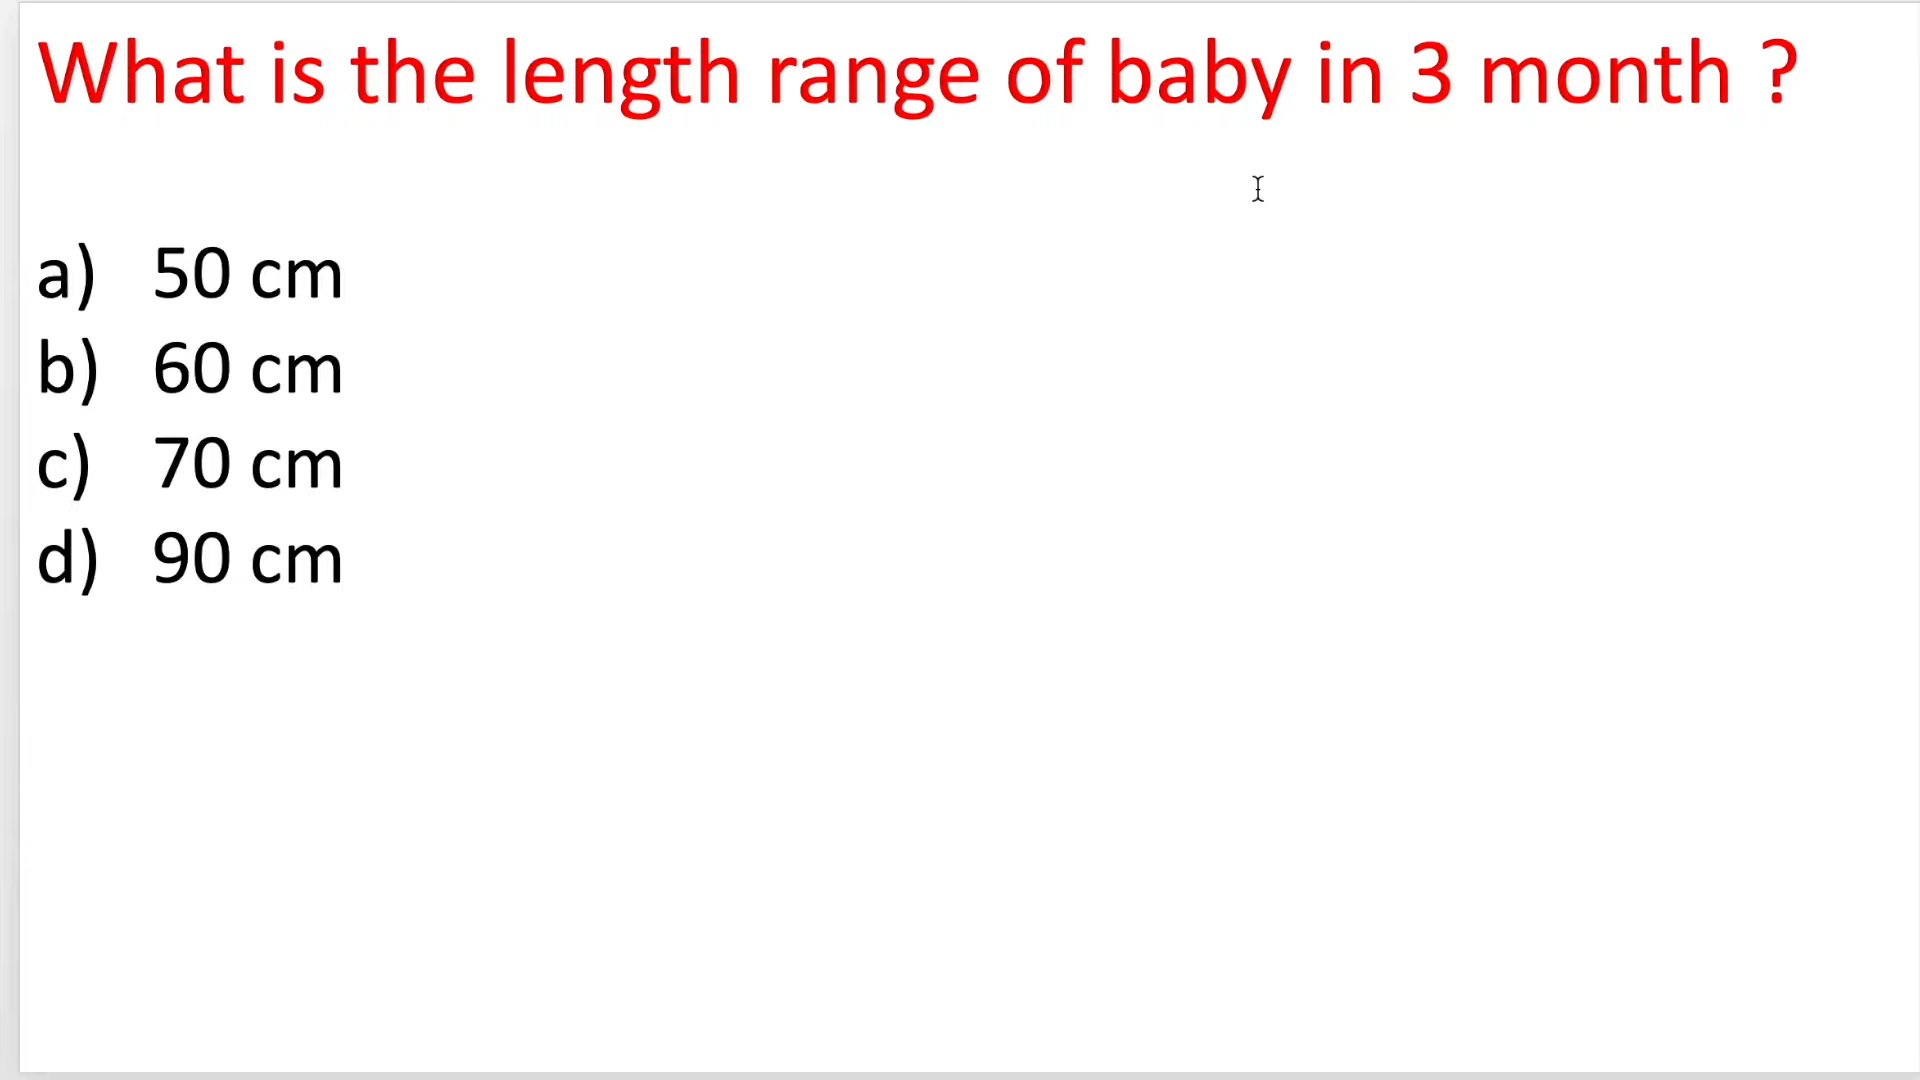 What is the length range of baby in 3 month ?
a) 50 cm
b) 60 cm
c) 70 cm
d) 90 cm